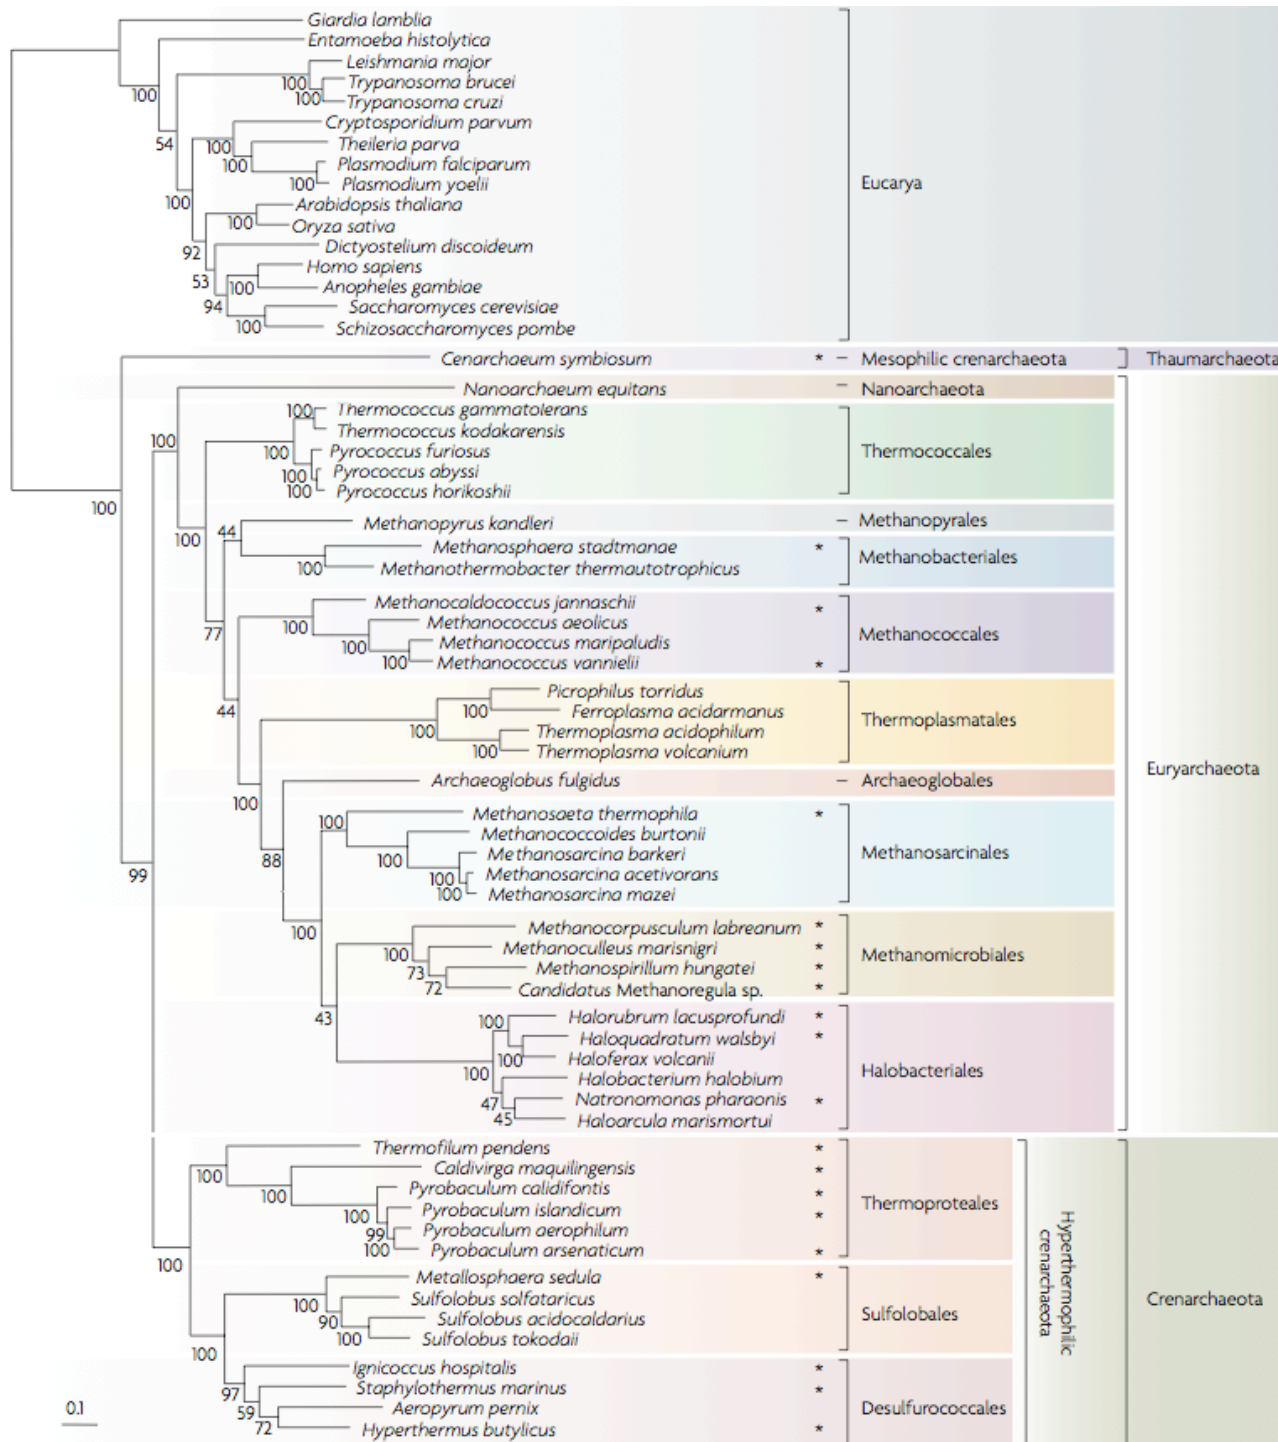 Giardia lamblia
Entamoeba histolytica
Leishmania major
100 Trypanosoma brucei
100 100 Trypanosoma cruzi
Cryptosporidium parvum
54 100 Theileria parva
100 Plasmodium falciparum
100 Plasmodium yoelii
Eucarya
100 Arabidopsis thaliana
100 Oryza sativa
92 Dictyostelium discoideum
53 Homo sapiens
100 Anopheles gambiae
94 Saccharomyces cerevisiae
100 Schizosaccharomyces pombe
Cenarchaeum symbiosum * – Mesophilic crenarchaeota Thaumarchaeota
Nanoarchaeum equitans – Nanoarchaeota
100 Thermococcus gammatolerans
100 Thermococcus kodakarensis
100 Pyrococcus furiosus Thermococcales
100 Pyrococcus abyssi
100 Pyrococcus horikoshii
100
44 Methanopyrus kandleri – Methanopyrales
100 Methanosphaera stadtmanae *
100 Methanothermobacter thermautotrophicus Methanobacteriales
Methanocaldococcus jannaschii *
77 100 Methanococcus aeolicus
100 Methanococcus maripaludis Methanococcales
100 Methanococcus vannielii *
Picrophilus torridus
44 100 Ferroplasma acidarmanus
100 Thermoplasma acidophilum Thermoplasmatales
100 Thermoplasma volcanium
Euryarchaeota
Archaeoglobus fulgidus – Archaeoglobales
100
100 Methanosaeta thermophila *
Methanococcoides burtonii
88 100 Methanosarcina barkeri Methanosarcinales
99 100 Methanosarcina acetivorans
100 Methanosarcina mazei
100 Methanocorpusculum labreanum *
100 Methanoculleus marisnigri *
73 Methanospirillum hungatei * Methanomicrobiales
72 Candidatus Methanoregula sp. *
43
100 Halorubrum lacusprofundi *
Haloquadratum walsbyi *
100 Haloferax volcanii
100 Halobacterium halobium Halobacteriales
47 Natronomonas pharaonis *
45 Haloarcula marismortui
Thermofilum pendens *
100 Caldivirga maquilingensis *
100 Pyrobaculum calidifontis *
100 Pyrobaculum islandicum * Thermoproteales
99 Pyrobaculum aerophilum
100 Pyrobaculum arsenaticum *
100
Metallosphaera sedula *
100 Sulfolobus solfataricus
90 Sulfolobus acidocaldarius Sulfolobales
100 Sulfolobus tokodaii
100
Hyperthermophilic
crenarchaeota
Crenarchaeota
Ignicoccus hospitalis *
97 Staphylothermus marinus *
59 Aeropyrum pernix Desulfurococcales
72 Hyperthermus butylicus *
0.1